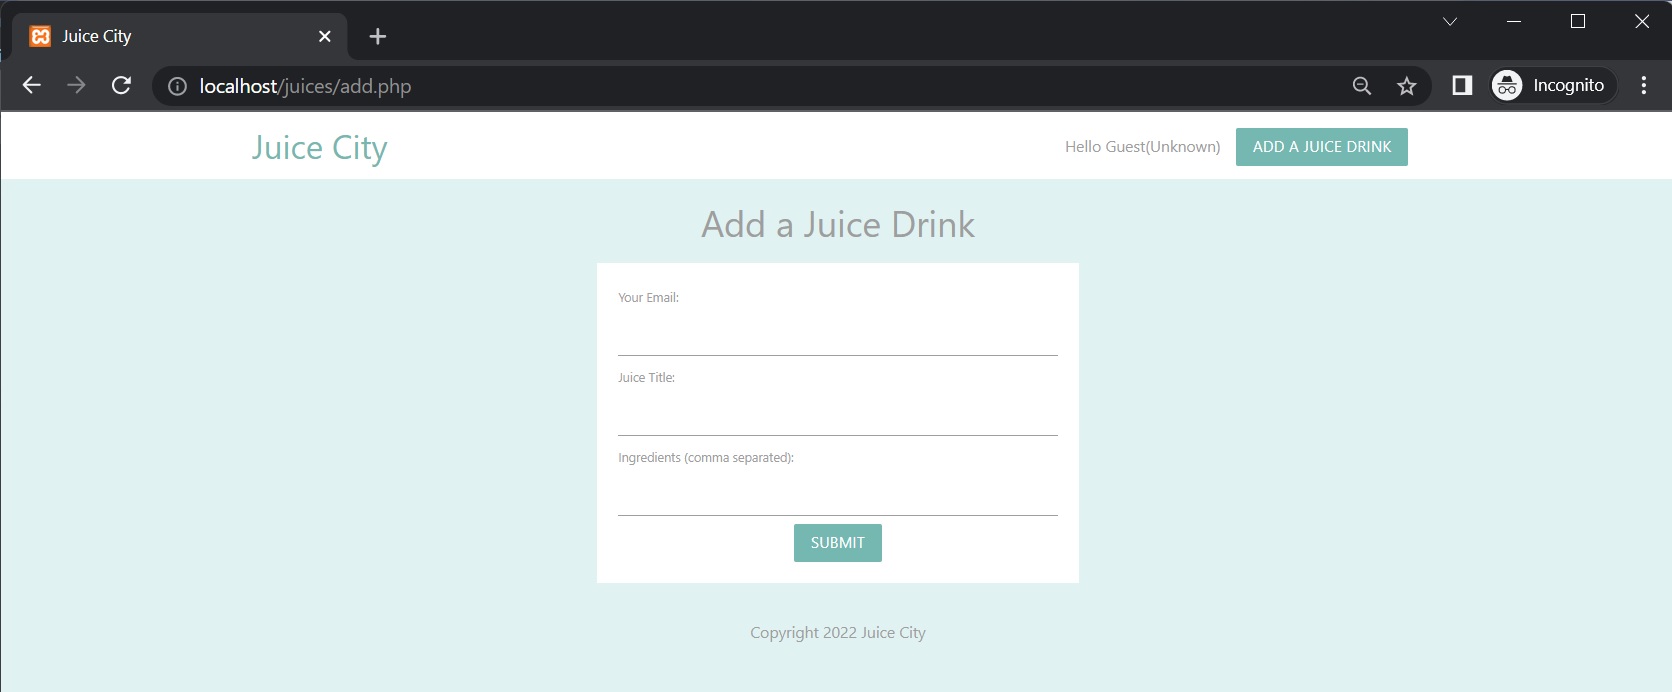 Juice City
localhost/juices/add.php
Incognito
Juice City
Hello Guest(Unknown)
ADD A JUICE DRINK
Add a Juice Drink
Your Email:
Juice Title:
Ingredients (comma separated):
SUBMIT
Copyright 2022 Juice City